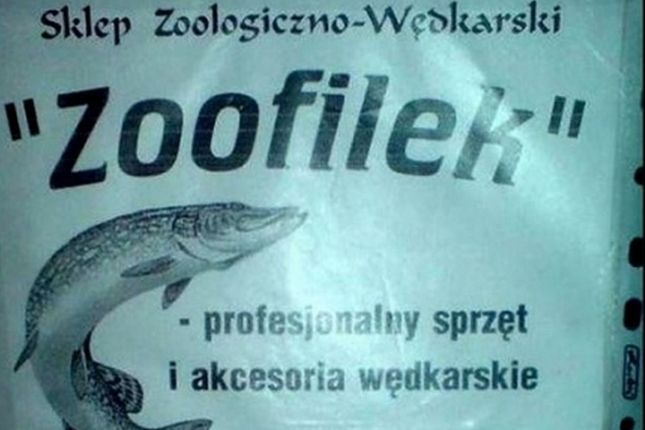 Sklep Zoologiczno-Wędkarski
"Zoofilek"
- profesjonalny sprzęt
i akcesoria wędkarskie